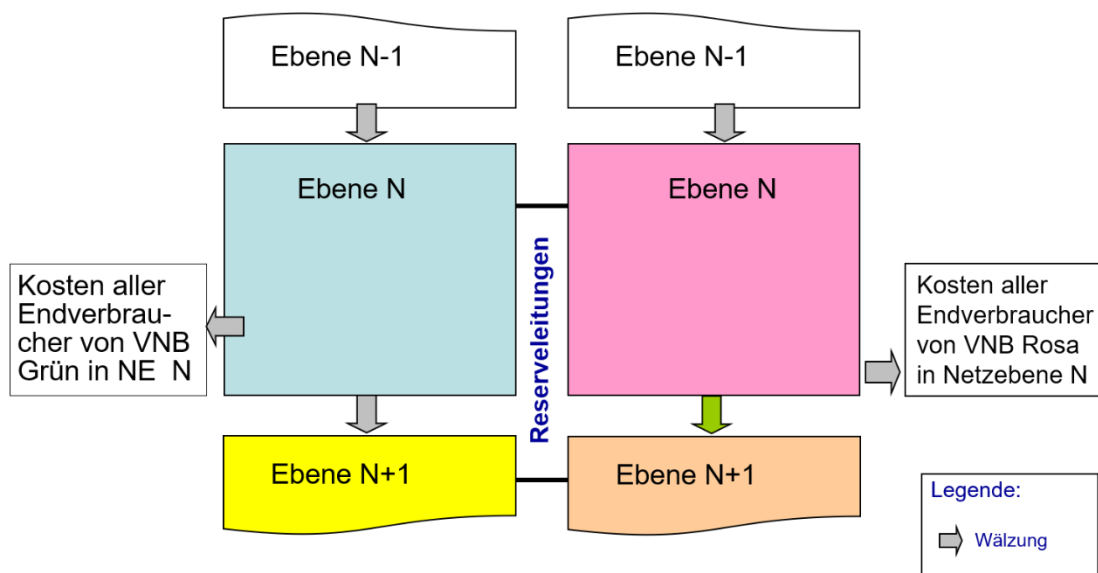 Ebene N-1
Ebene N-1
Ebene N
Ebene N
Kosten aller
Endverbrau-
cher von VNB
Grün in NE N
Reserveleitungen
Kosten aller
Endverbraucher
von VNB Rosa
in Netzebene N
Ebene N+1
Ebene N+1
Legende:
Wälzung